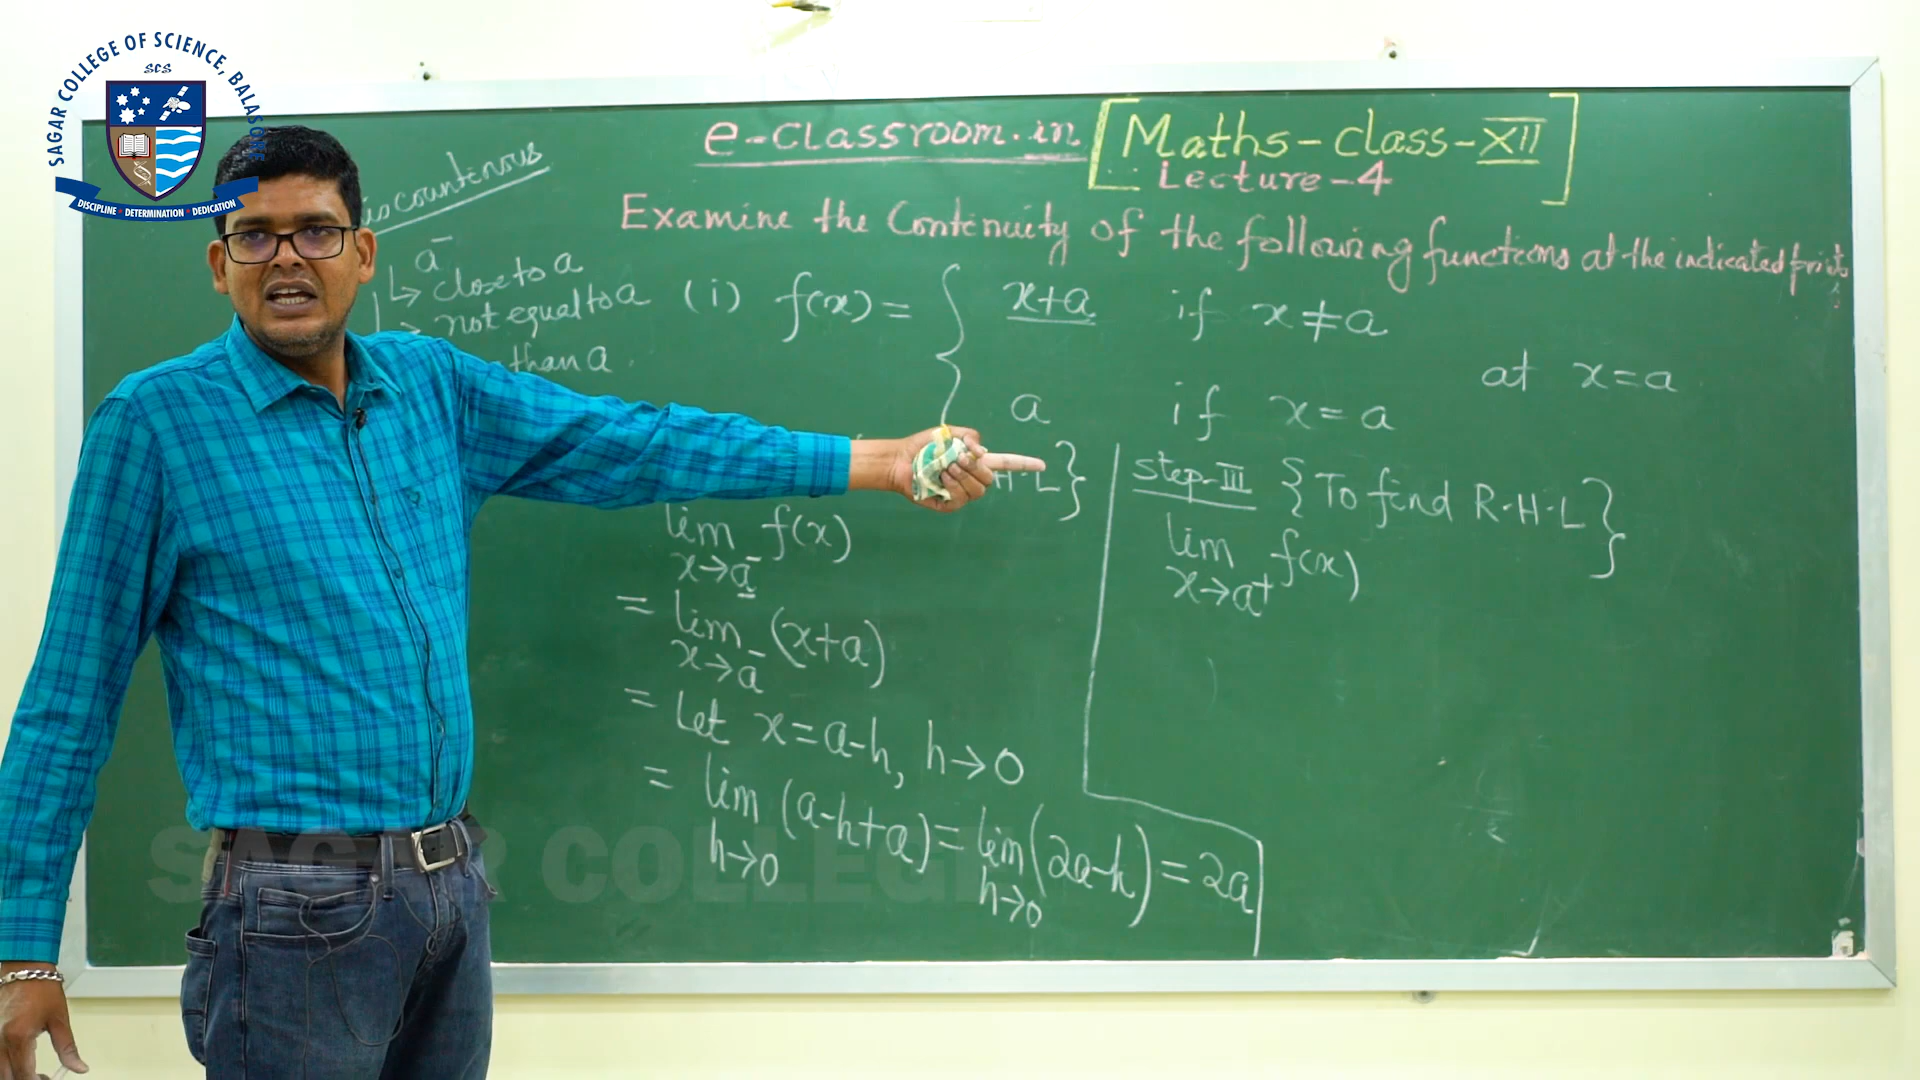 SAGAR COLLEGE OF SCIENCE, BALASORE
SCS
DISCIPLINE • DETERMINATION • DEDICATION
e-classroom.in [Maths-class-XII
Lecture-4]
Examine the Contenuity of the following functions at the indicated points
a⁻
↳ close to a
↳ not equal to a
than a.
(i) f(x) = { x+a if x≠a
a if x=a
at x=a
H·L}
lim f(x)
x→a⁻
= lim (x+a)
x→a⁻
= Let x=a-h, h→0
= lim (a-h+a) = lim (2a-h) = 2a
h→0 h→0
Step-III {To find R·H·L}
lim f(x)
x→a⁺
SAGAR COLLEGE